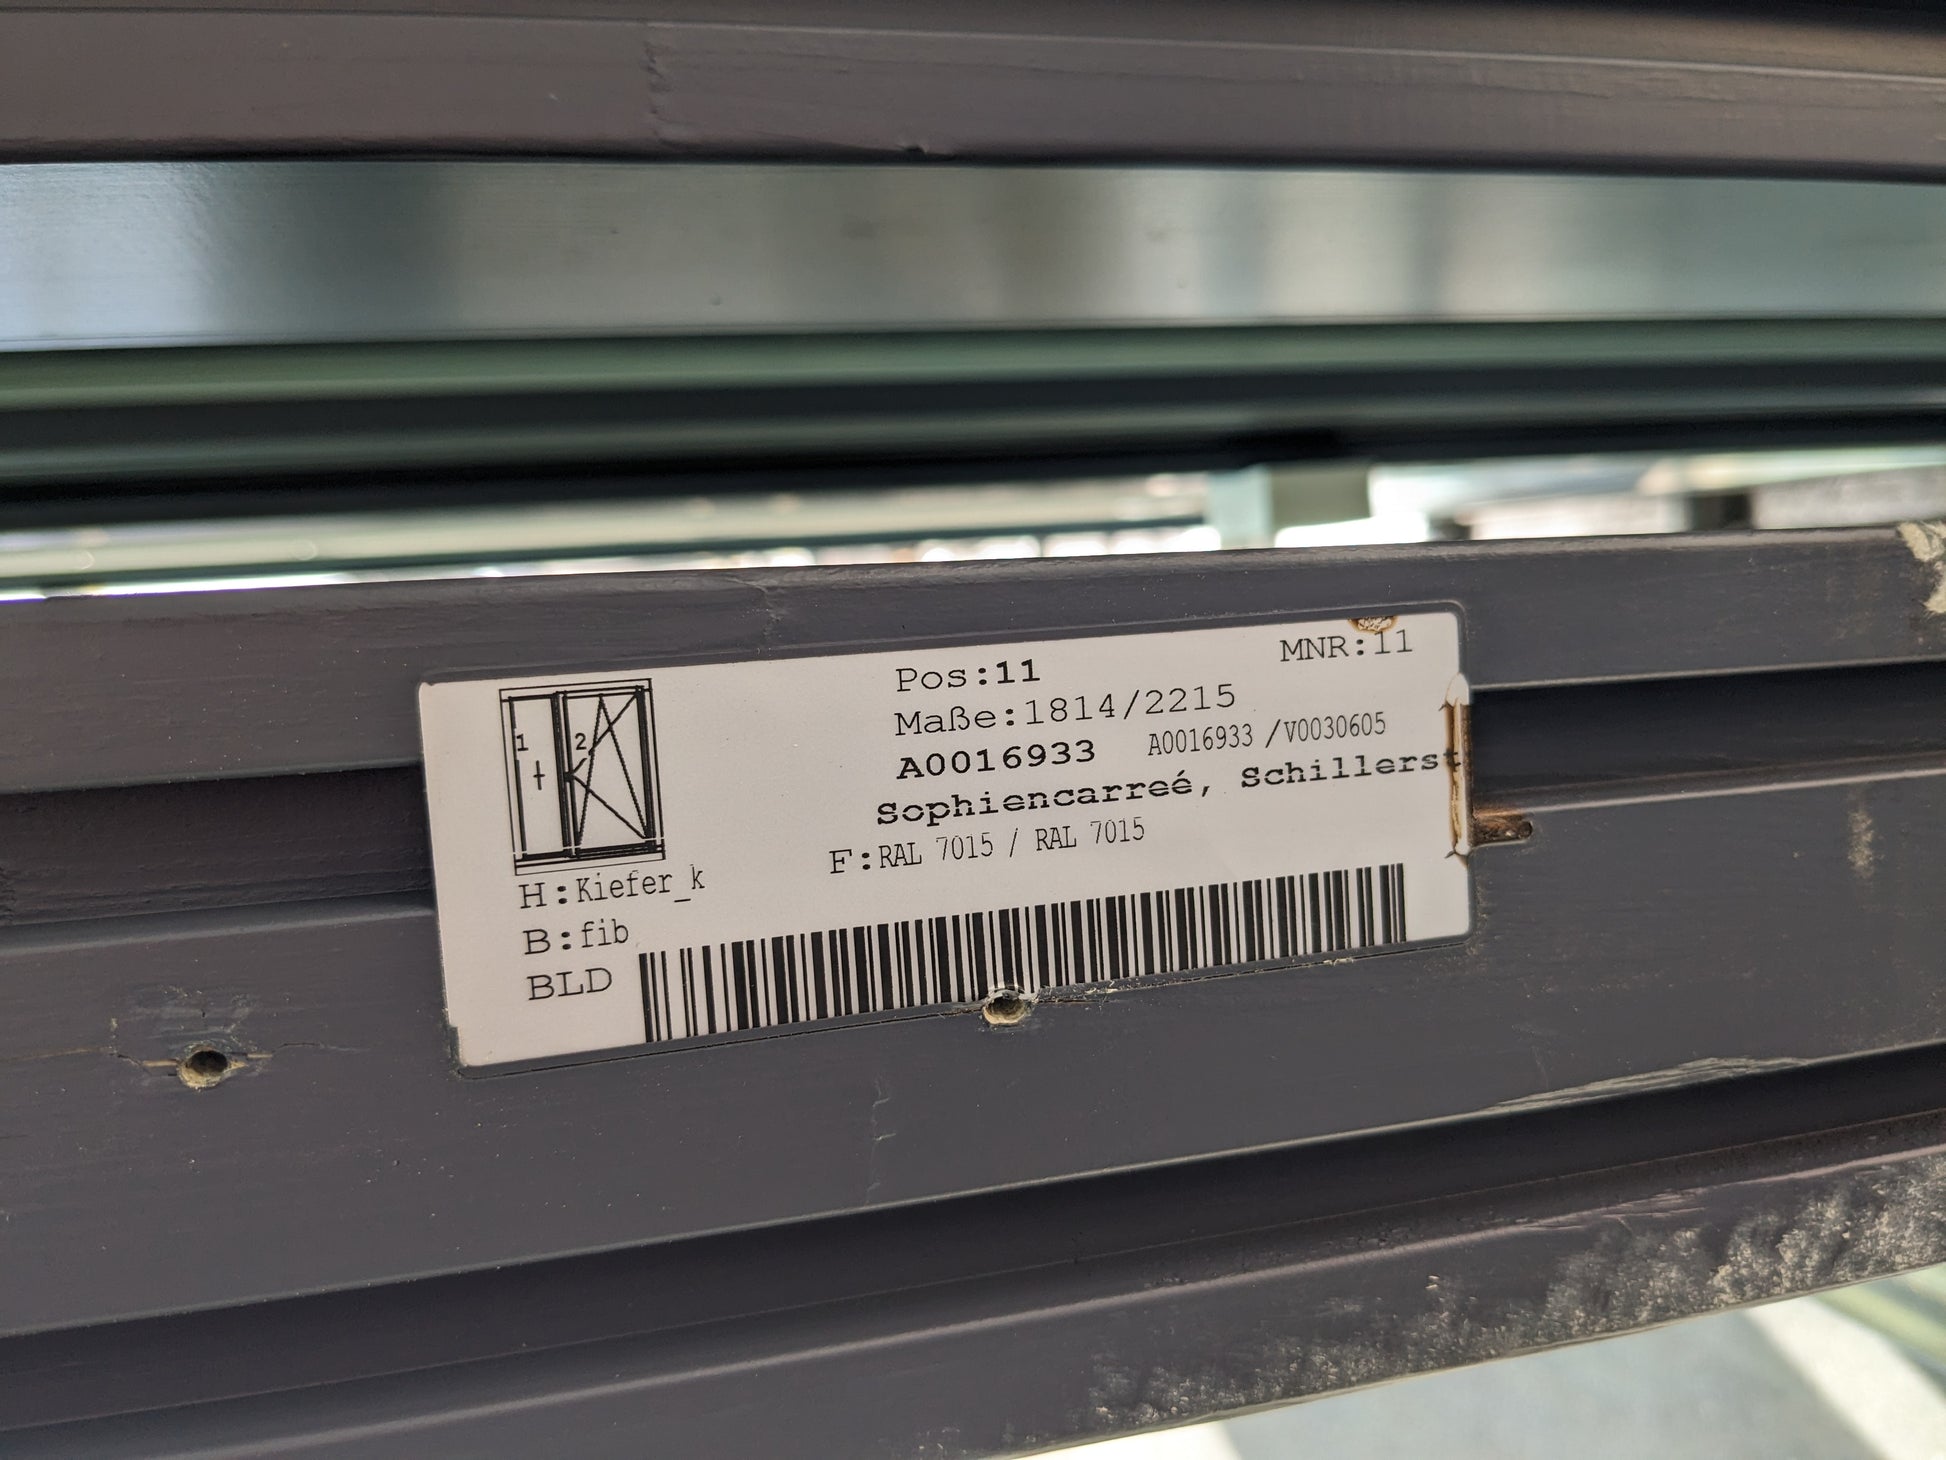 MNR:11
Pos:11
Maße:1814/2215
A0016933 A0016933 /V0030605
Sophiencarreé, Schillerst
F:RAL 7015 / RAL 7015
1 2
H:Kiefer_k
B:fib
BLD